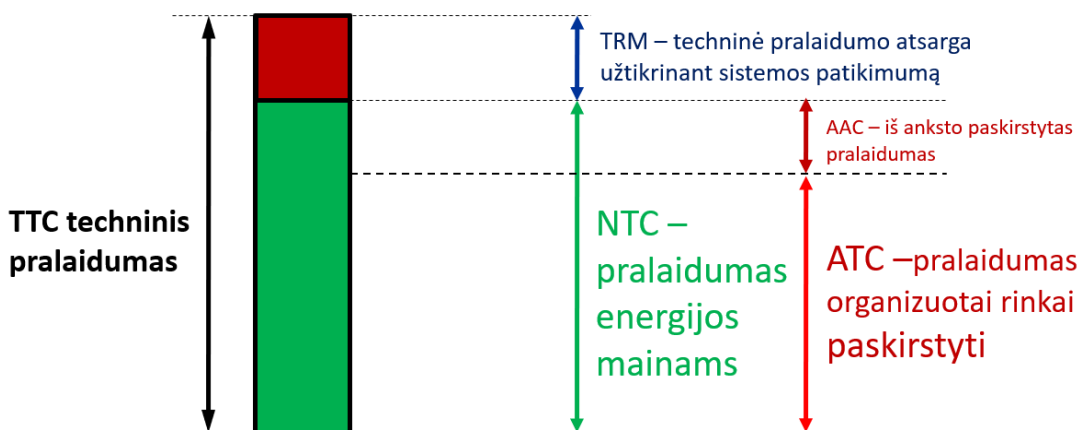 TRM – techninė pralaidumo atsarga
užtikrinant sistemos patikimumą
AAC – iš anksto paskirstytas
pralaidumas
TTC techninis
pralaidumas
NTC –
pralaidumas
energijos
mainams
ATC –pralaidumas
organizuotai rinkai
paskirstyti